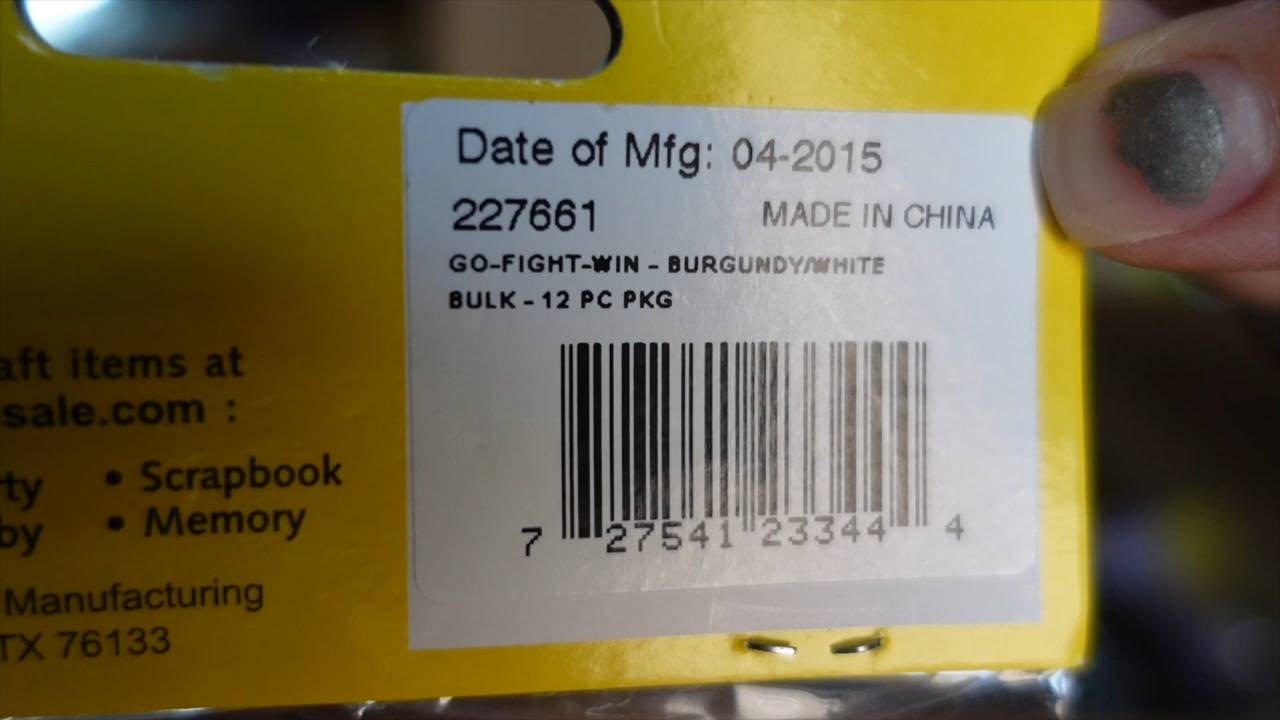 Date of Mfg: 04-2015
227661 MADE IN CHINA
GO-FIGHT-WIN - BURGUNDY/WHITE
BULK - 12 PC PKG
7 27541 23344 4
aft items at
sale.com :
rty • Scrapbook
by • Memory
Manufacturing
TX 76133